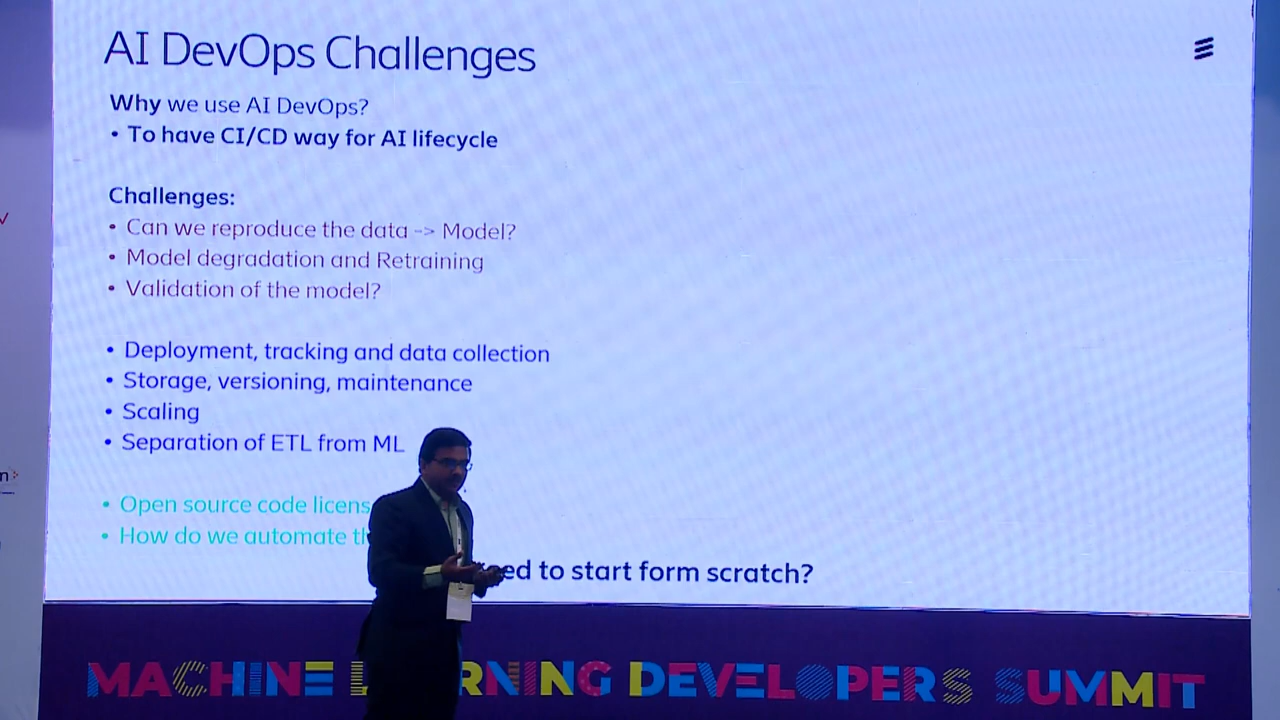 AI DevOps Challenges
Why we use AI DevOps?
• To have CI/CD way for AI lifecycle
Challenges:
• Can we reproduce the data -> Model?
• Model degradation and Retraining
• Validation of the model?
• Deployment, tracking and data collection
• Storage, versioning, maintenance
• Scaling
• Separation of ETL from ML
• Open source code licens
• How do we automate th
eed to start form scratch?
MACHINE L RNING DEVELOPERS SUMMIT